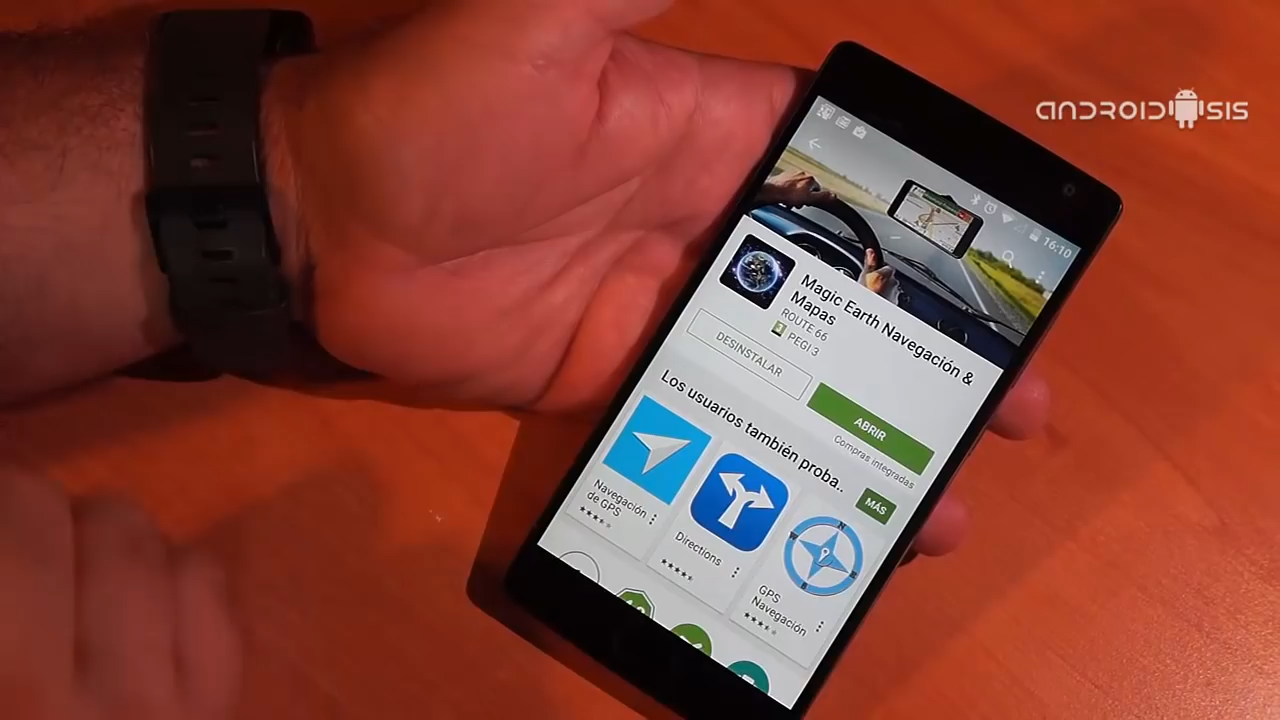 ANDROIDSIS
16:10
Magic Earth Navegación &
Mapas
ROUTE 66
3 PEGI 3
DESINSTALAR
ABRIR
Compras integradas
Los usuarios también proba..
MÁS
Navegación
de GPS
Directions
N
GPS
Navegación